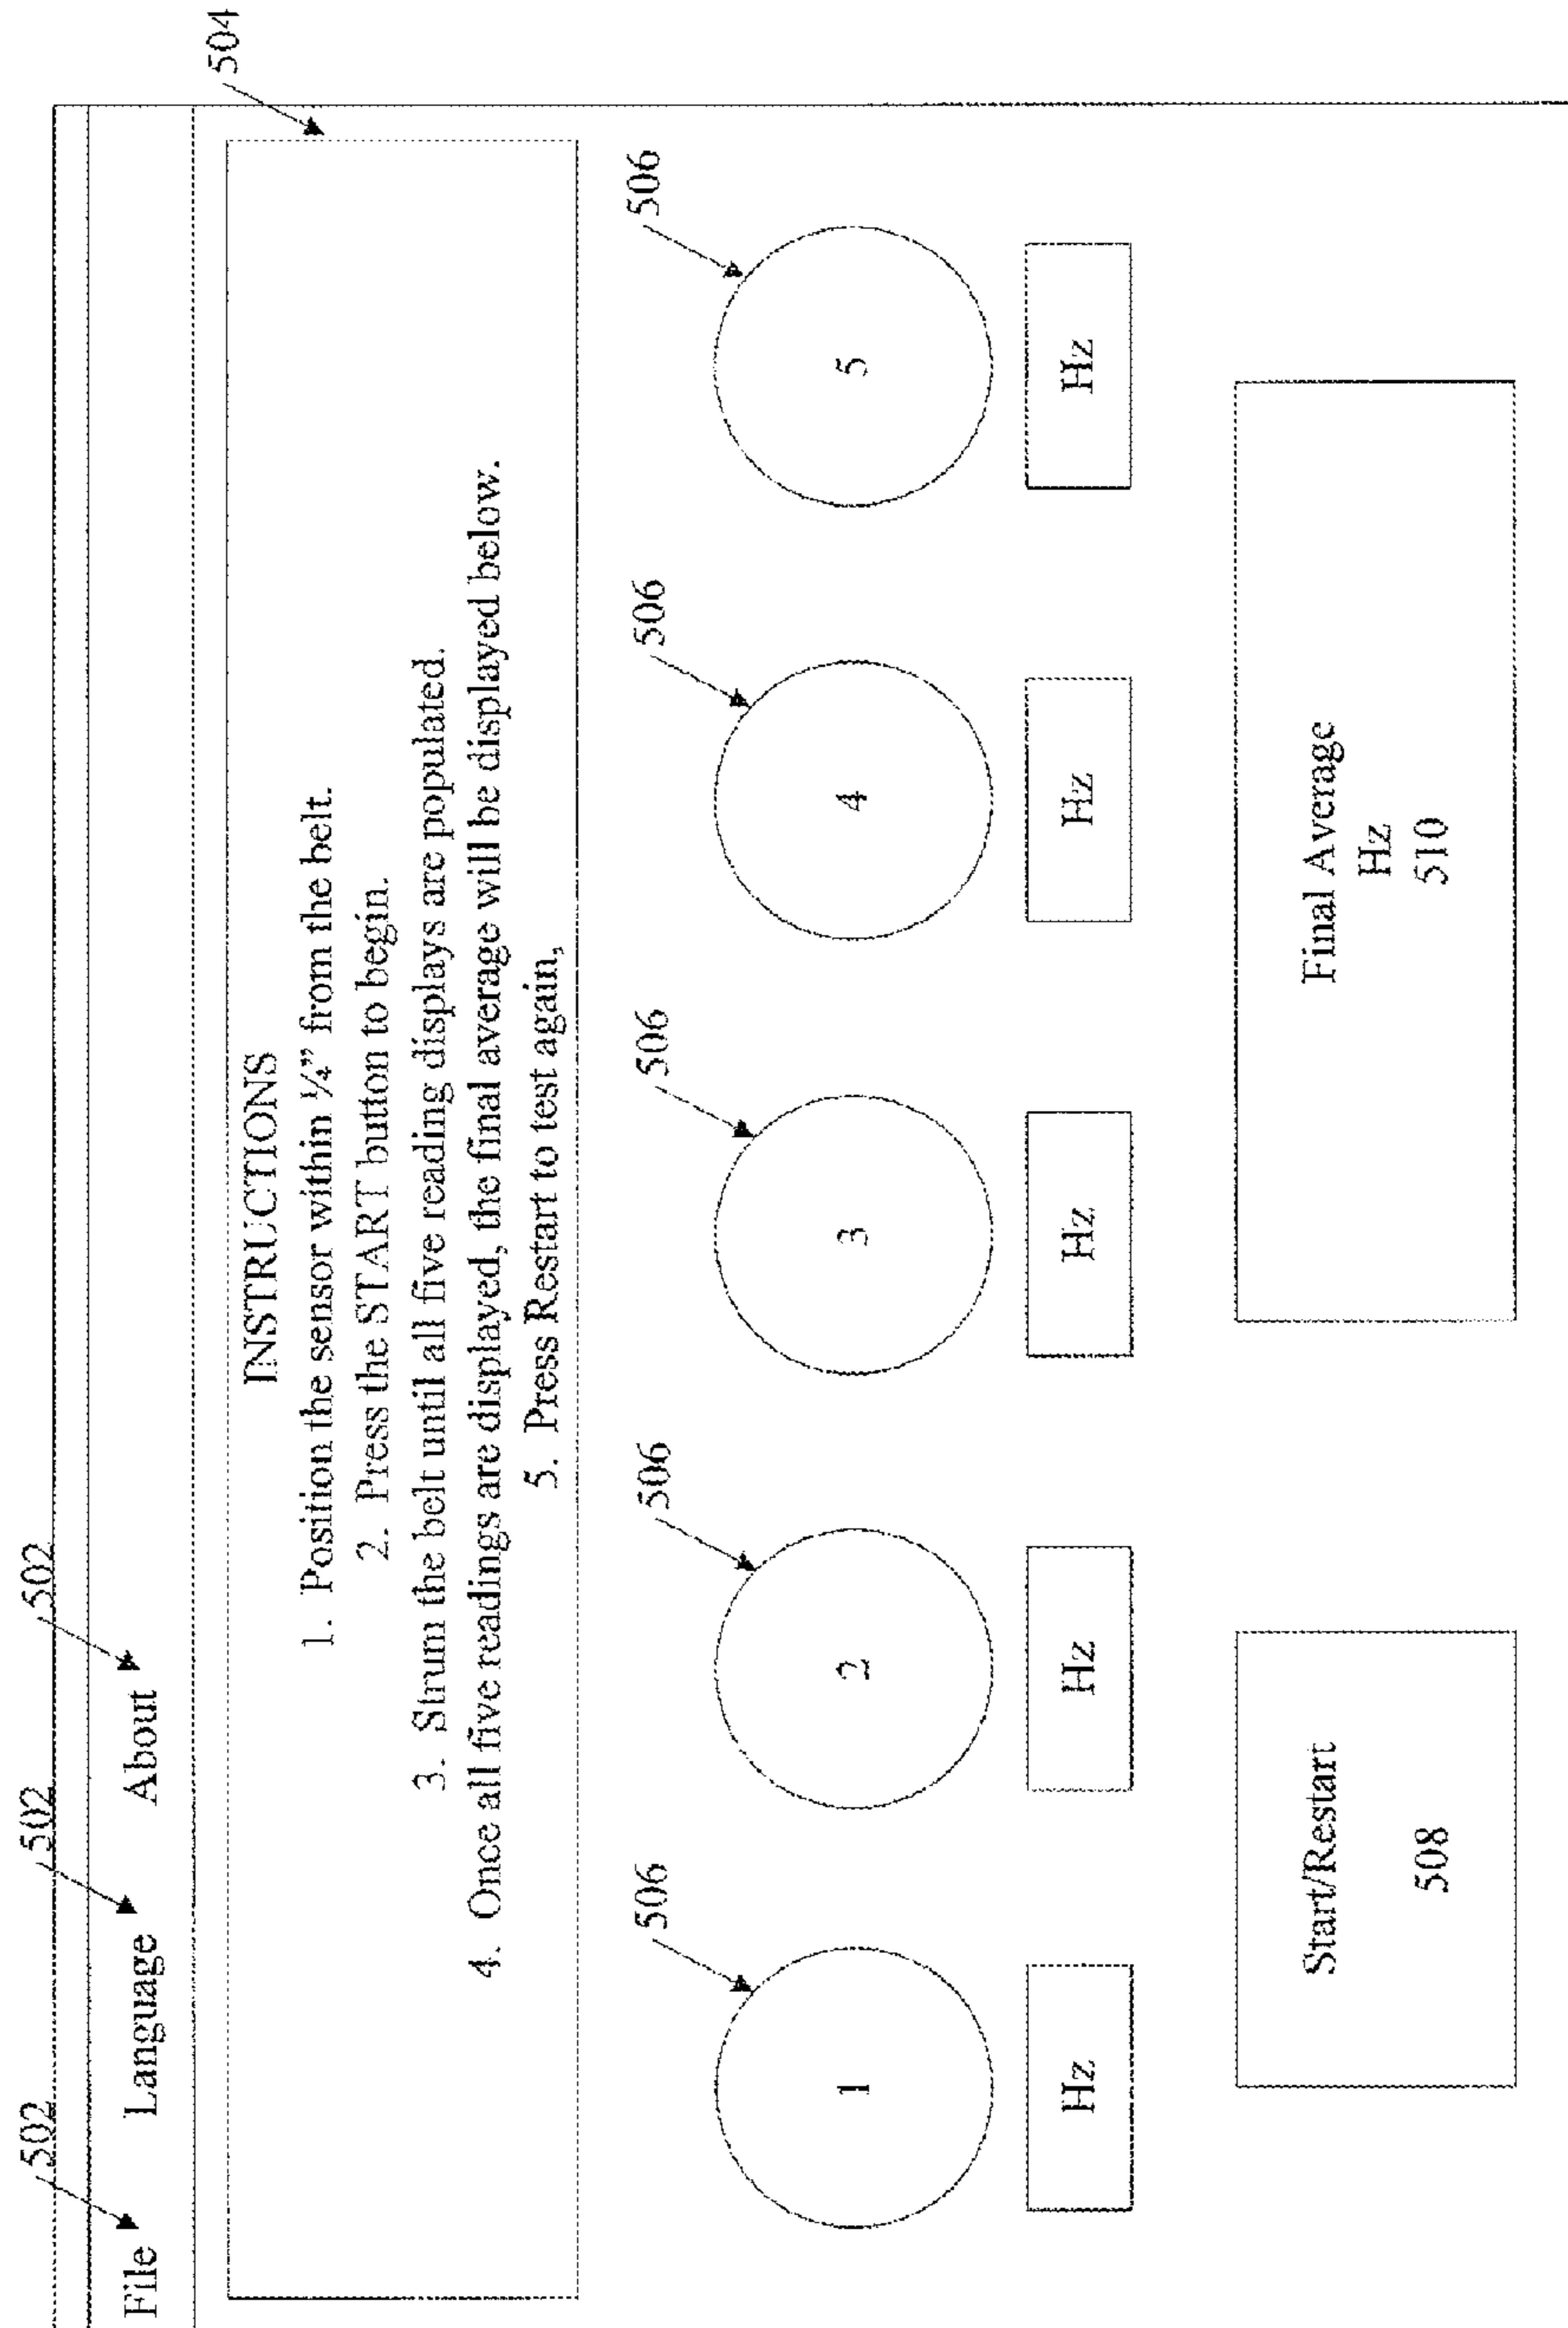 502 502 502
File Language About
504
INSTRUCTIONS
1. Position the sensor within ¼” from the belt.
2. Press the START button to begin.
3. Strum the belt until all five reading displays are populated.
4. Once all five readings are displayed, the final average will be displayed below.
5. Press Restart to test again,
506 506 506 506 506
1 2 3 4 5
Hz Hz Hz Hz Hz
Start/Restart
508
Final Average
Hz
510